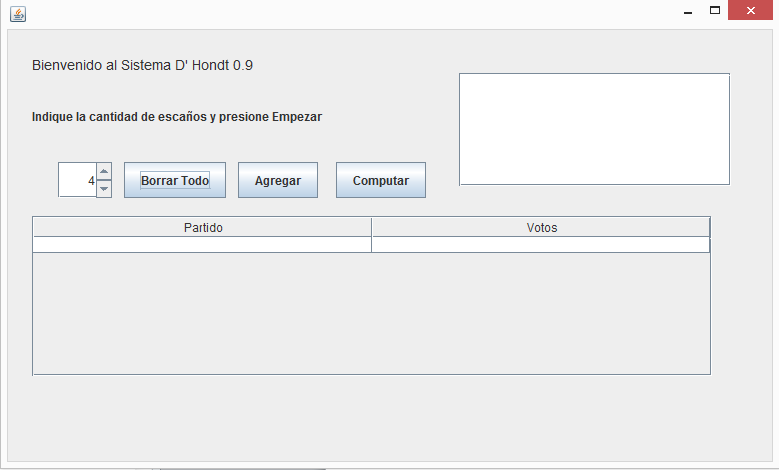 Bienvenido al Sistema D' Hondt 0.9
Indique la cantidad de escaños y presione Empezar
4 Borrar Todo Agregar Computar
Partido Votos